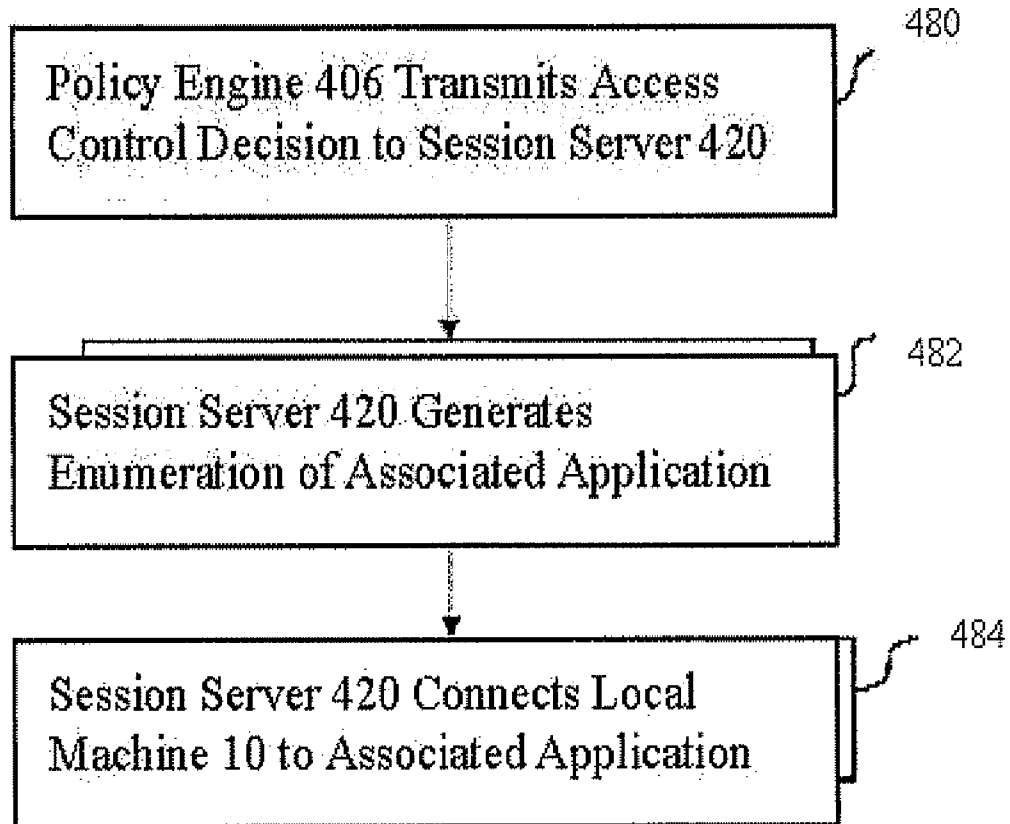 480
Policy Engine 406 Transmits Access
Control Decision to Session Server 420
482
Session Server 420 Generates
Enumeration of Associated Application
484
Session Server 420 Connects Local
Machine 10 to Associated Application